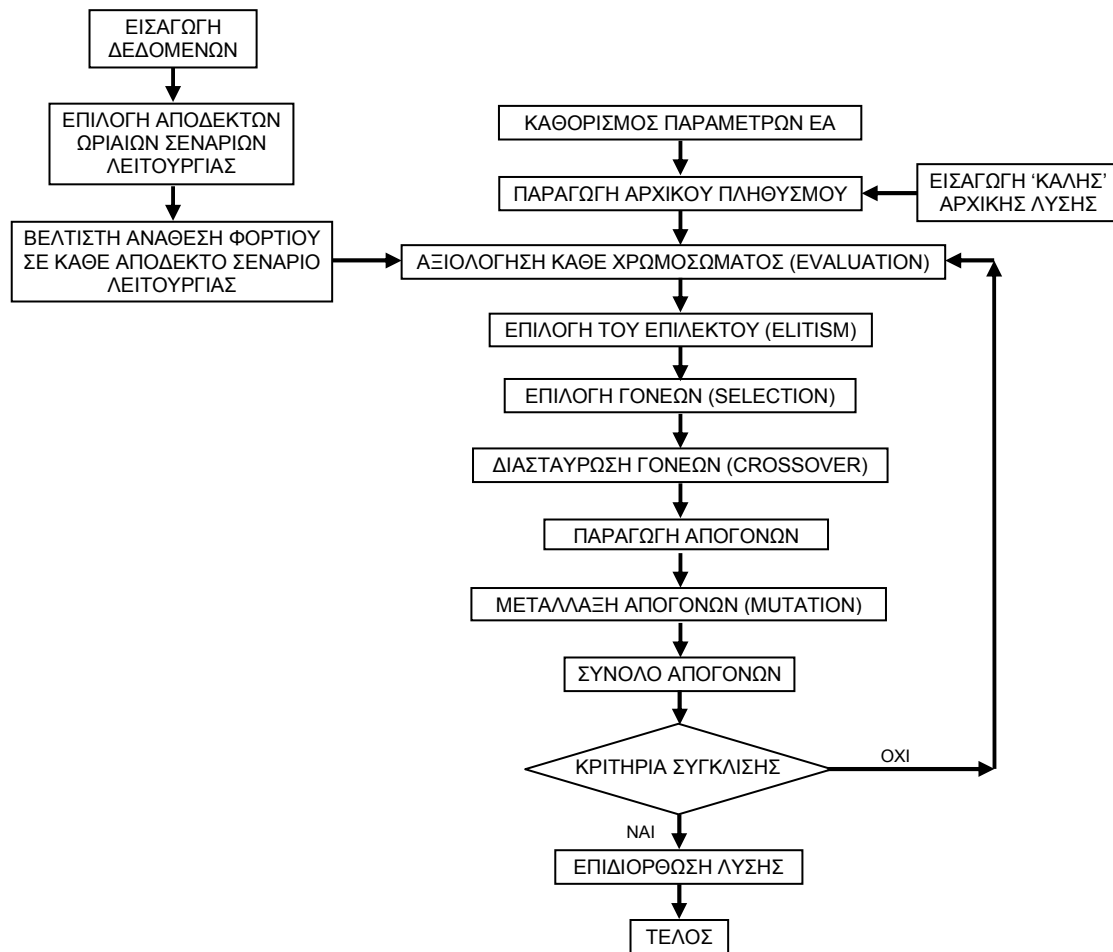 ΕΙΣΑΓΩΓΗ
ΔΕΔΟΜΕΝΩΝ
ΕΠΙΛΟΓΗ ΑΠΟΔΕΚΤΩΝ
ΩΡΙΑΙΩΝ ΣΕΝΑΡΙΩΝ
ΛΕΙΤΟΥΡΓΙΑΣ
ΒΕΛΤΙΣΤΗ ΑΝΑΘΕΣΗ ΦΟΡΤΙΟΥ
ΣΕ ΚΑΘΕ ΑΠΟΔΕΚΤΟ ΣΕΝΑΡΙΟ
ΛΕΙΤΟΥΡΓΙΑΣ
ΚΑΘΟΡΙΣΜΟΣ ΠΑΡΑΜΕΤΡΩΝ ΕΑ
ΠΑΡΑΓΩΓΗ ΑΡΧΙΚΟΥ ΠΛΗΘΥΣΜΟΥ
ΕΙΣΑΓΩΓΗ ‘ΚΑΛΗΣ’
ΑΡΧΙΚΗΣ ΛΥΣΗΣ
ΑΞΙΟΛΟΓΗΣΗ ΚΑΘΕ ΧΡΩΜΟΣΩΜΑΤΟΣ (EVALUATION)
ΕΠΙΛΟΓΗ ΤΟΥ ΕΠΙΛΕΚΤΟΥ (ELITISM)
ΕΠΙΛΟΓΗ ΓΟΝΕΩΝ (SELECTION)
ΔΙΑΣΤΑΥΡΩΣΗ ΓΟΝΕΩΝ (CROSSOVER)
ΠΑΡΑΓΩΓΗ ΑΠΟΓΟΝΩΝ
ΜΕΤΑΛΛΑΞΗ ΑΠΟΓΟΝΩΝ (MUTATION)
ΣΥΝΟΛΟ ΑΠΟΓΟΝΩΝ
ΚΡΙΤΗΡΙΑ ΣΥΓΚΛΙΣΗΣ
ΟΧΙ
ΝΑΙ
ΕΠΙΔΙΟΡΘΩΣΗ ΛΥΣΗΣ
ΤΕΛΟΣ